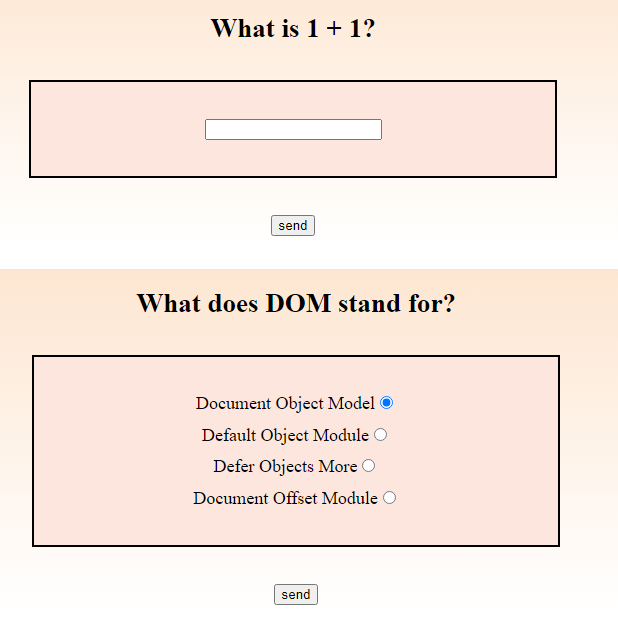 What is 1 + 1?
send
What does DOM stand for?
Document Object Model
Default Object Module
Defer Objects More
Document Offset Module
send